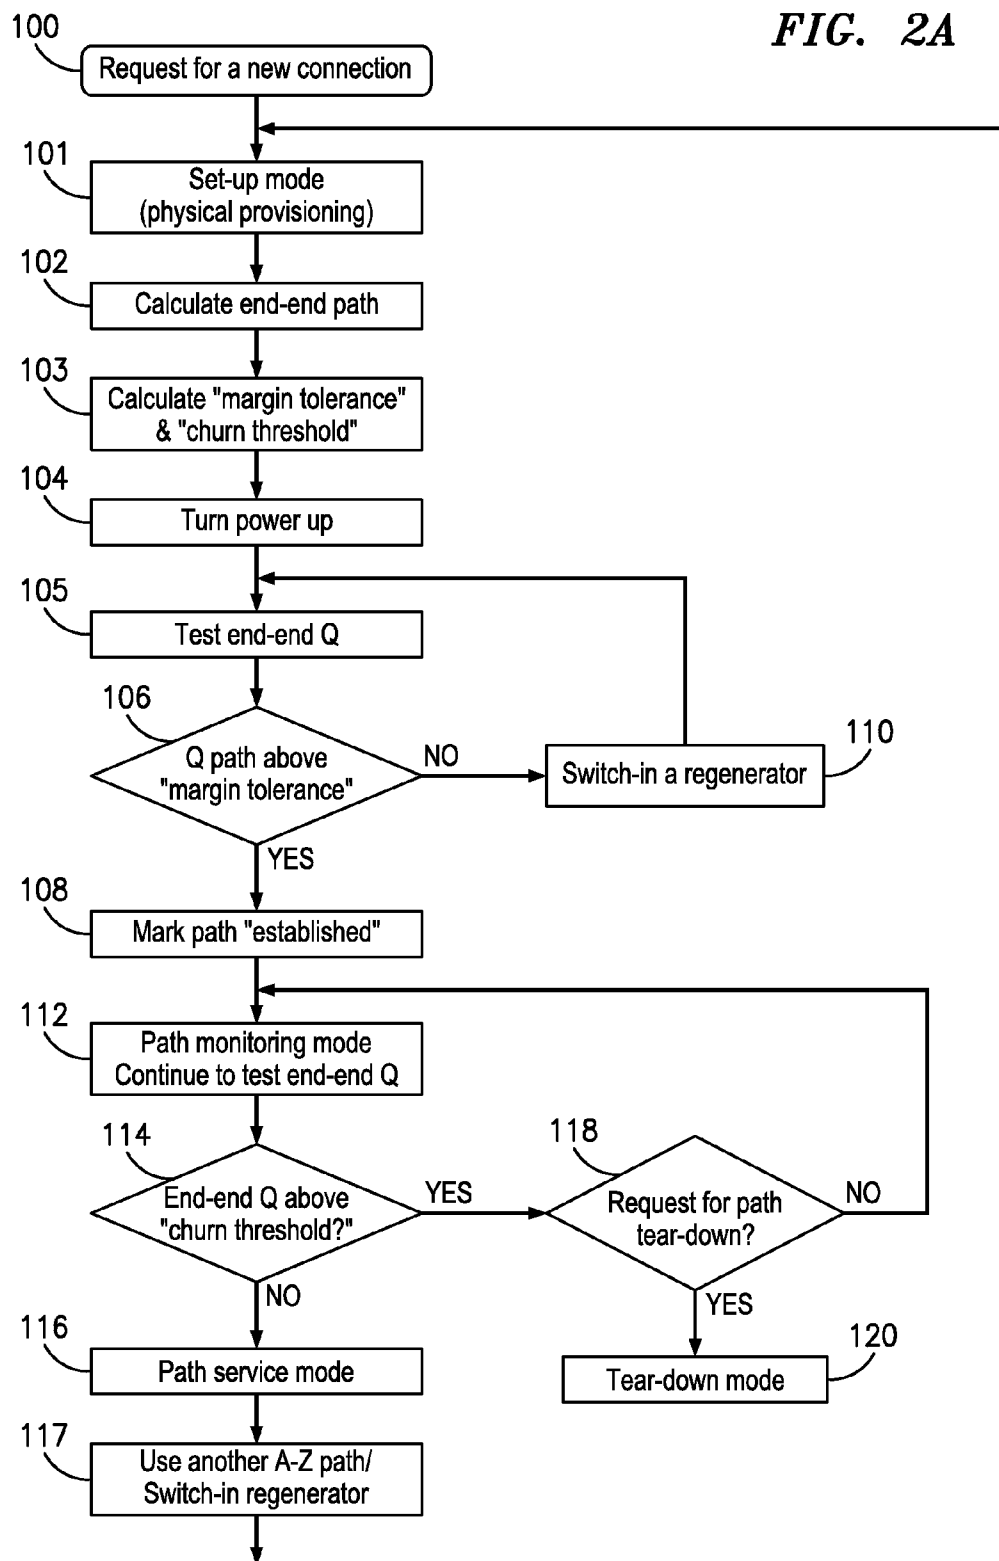 FIG. 2A
100
Request for a new connection
101
Set-up mode
(physical provisioning)
102
Calculate end-end path
103
Calculate "margin tolerance"
& "churn threshold"
104
Turn power up
105
Test end-end Q
106
Q path above
"margin tolerance"
NO
110
Switch-in a regenerator
YES
108
Mark path "established"
112
Path monitoring mode
Continue to test end-end Q
114
End-end Q above
"churn threshold?"
YES
118
Request for path
tear-down?
NO
NO
YES
116
Path service mode
120
Tear-down mode
117
Use another A-Z path/
Switch-in regenerator